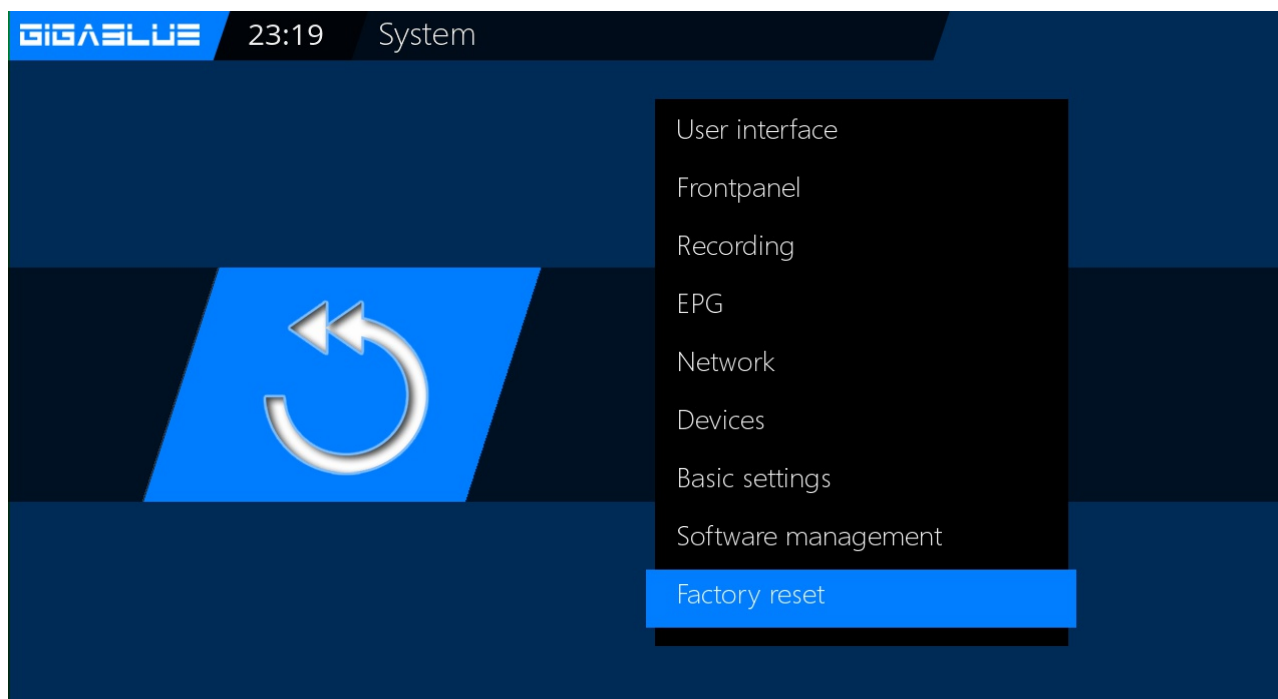 GIGABLUE 23:19 System
User interface
Frontpanel
Recording
EPG
Network
Devices
Basic settings
Software management
Factory reset